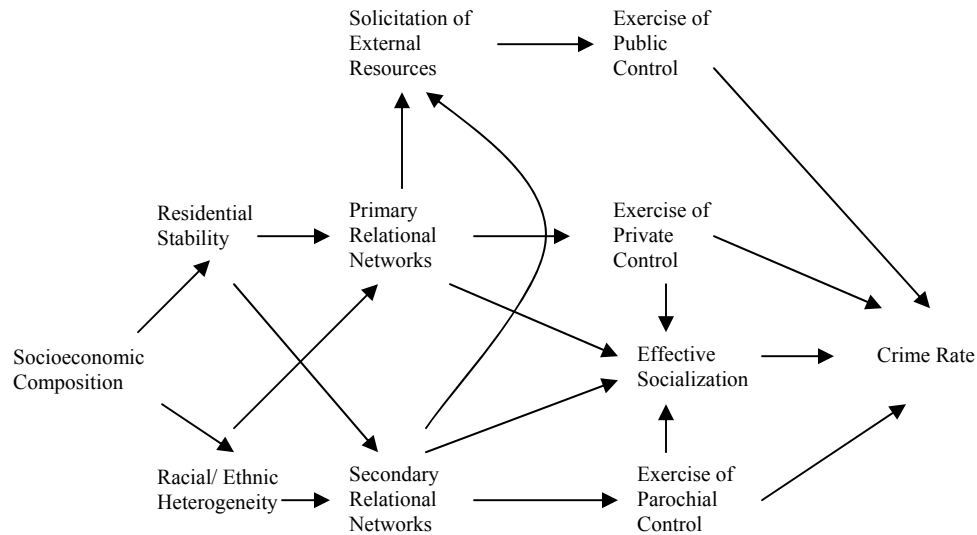 Solicitation of
External
Resources
Exercise of
Public
Control
Residential
Stability
Primary
Relational
Networks
Exercise of
Private
Control
Socioeconomic
Composition
Effective
Socialization
Crime Rate
Racial/ Ethnic
Heterogeneity
Secondary
Relational
Networks
Exercise of
Parochial
Control